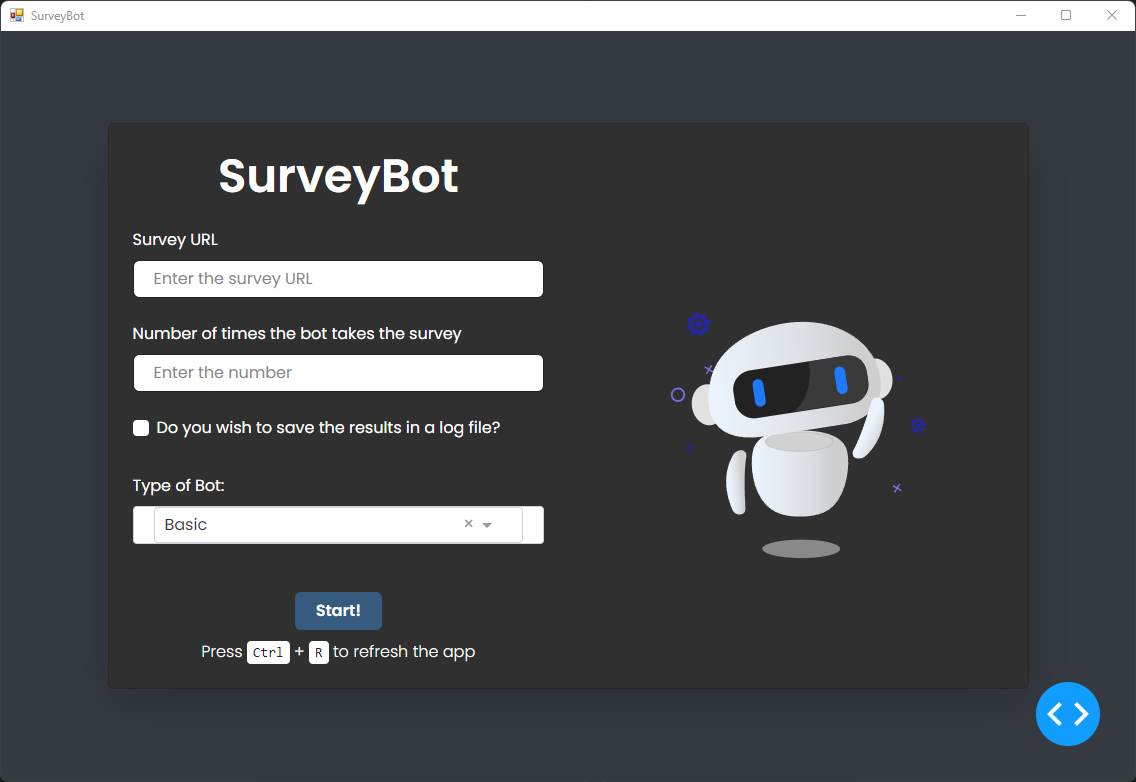 SurveyBot
SurveyBot
Survey URL
Enter the survey URL
Number of times the bot takes the survey
Enter the number
Do you wish to save the results in a log file?
Type of Bot:
Basic
Start!
Press Ctrl + R to refresh the app